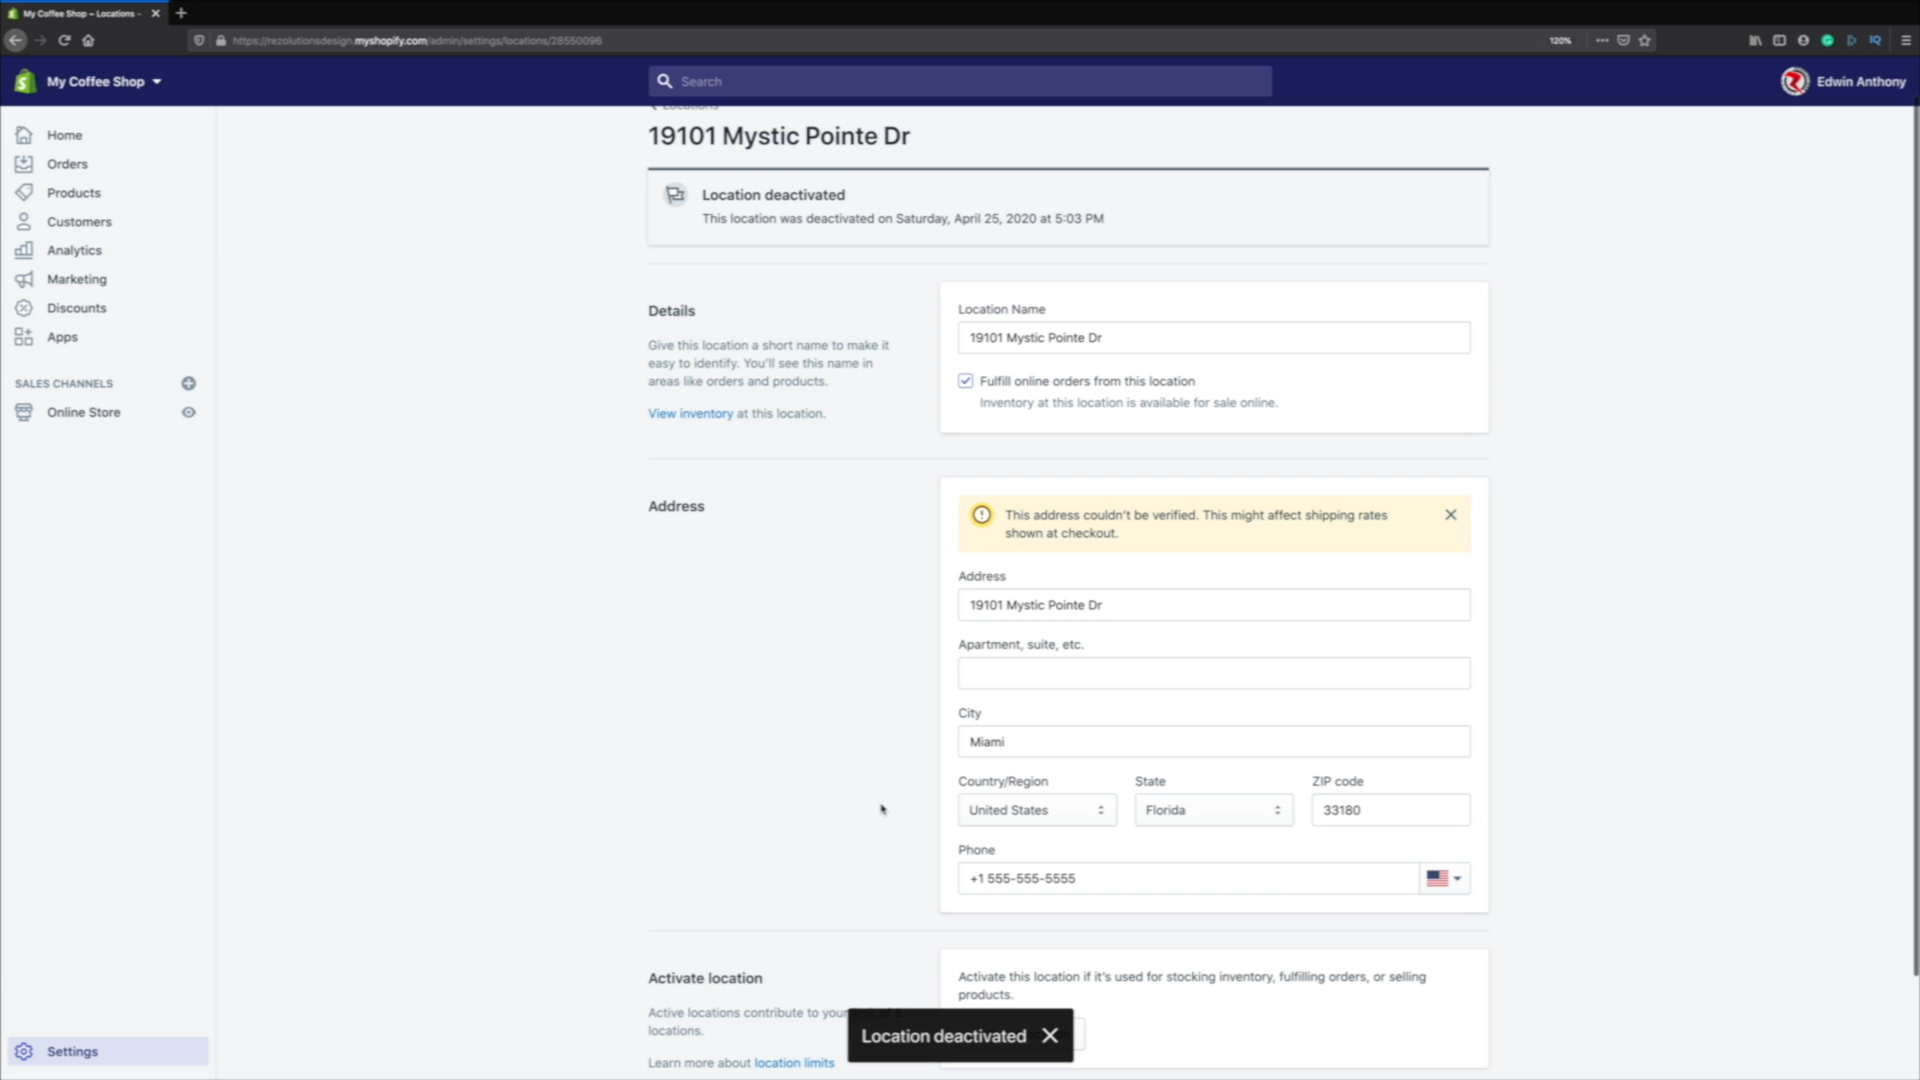 My Coffee Shop ~ Locations ~
https://rezolutionsdesign.myshopify.com/admin/settings/locations/28550096
120%
My Coffee Shop
Search
Edwin Anthony
Home
Orders
Products
Customers
Analytics
Marketing
Discounts
Apps
SALES CHANNELS
Online Store
Settings
Locations
19101 Mystic Pointe Dr
Location deactivated
This location was deactivated on Saturday, April 25, 2020 at 5:03 PM
Details
Give this location a short name to make it
easy to identify. You'll see this name in
areas like orders and products.
View inventory at this location.
Location Name
19101 Mystic Pointe Dr
Fulfill online orders from this location
Inventory at this location is available for sale online.
Address
This address couldn't be verified. This might affect shipping rates
shown at checkout.
Address
19101 Mystic Pointe Dr
Apartment, suite, etc.
City
Miami
Country/Region State ZIP code
United States Florida 33180
Phone
+1 555-555-5555
Activate location
Active locations contribute to your
locations.
Learn more about location limits
Activate this location if it's used for stocking inventory, fulfilling orders, or selling
products.
Location deactivated